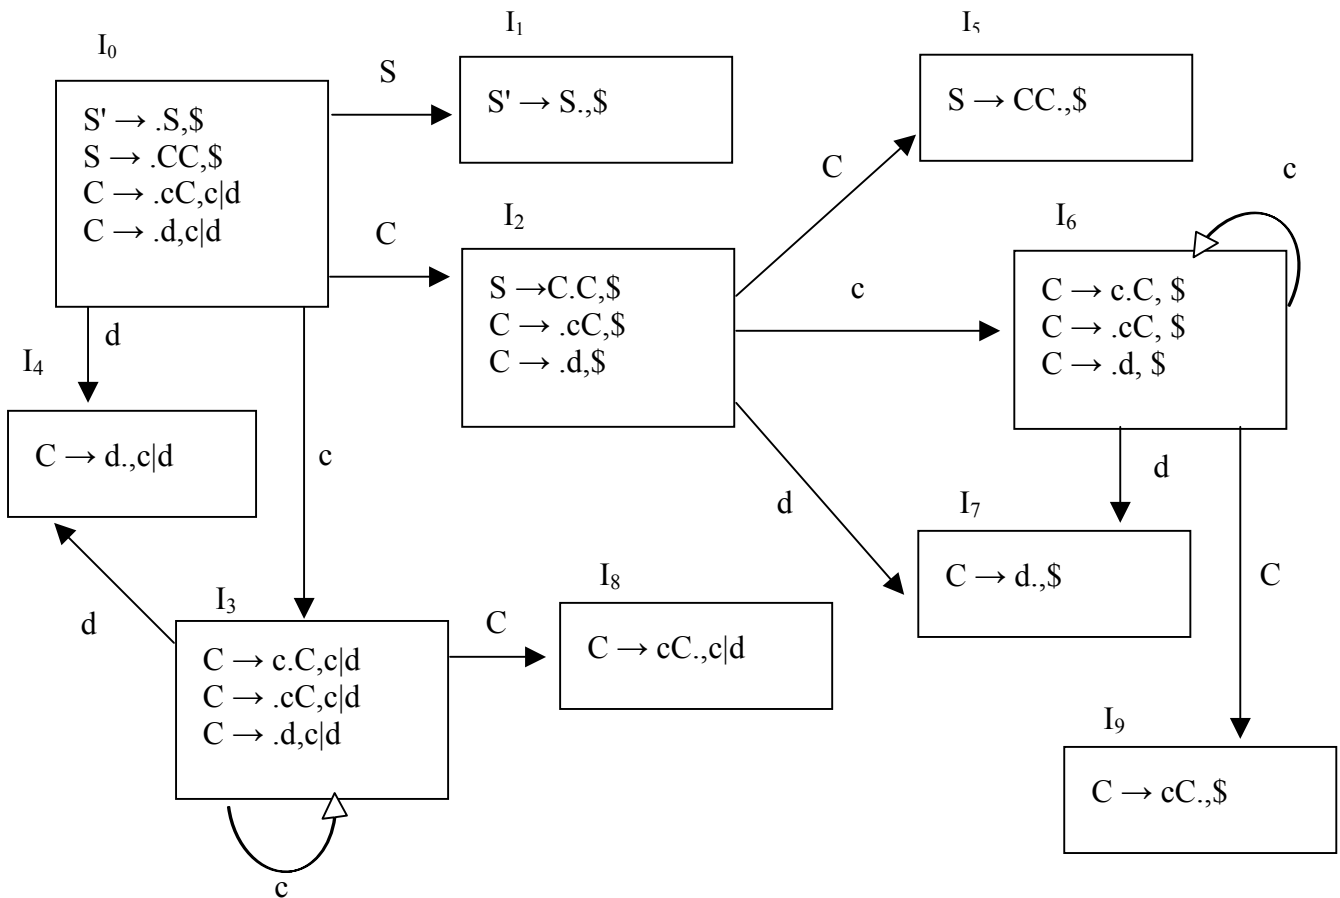 I₀
S' → .S,$
S → .CC,$
C → .cC,c|d
C → .d,c|d
S
I₁
S' → S.,$
I₅
S → CC.,$
C
C
I₂
S →C.C,$
C → .cC,$
C → .d,$
c
I₆
c
C → c.C, $
C → .cC, $
C → .d, $
d
I₄
C → d.,c|d
c
d
d
I₇
C → d.,$
C
d
I₃
C → c.C,c|d
C → .cC,c|d
C → .d,c|d
c
C
I₈
C → cC.,c|d
I₉
C → cC.,$